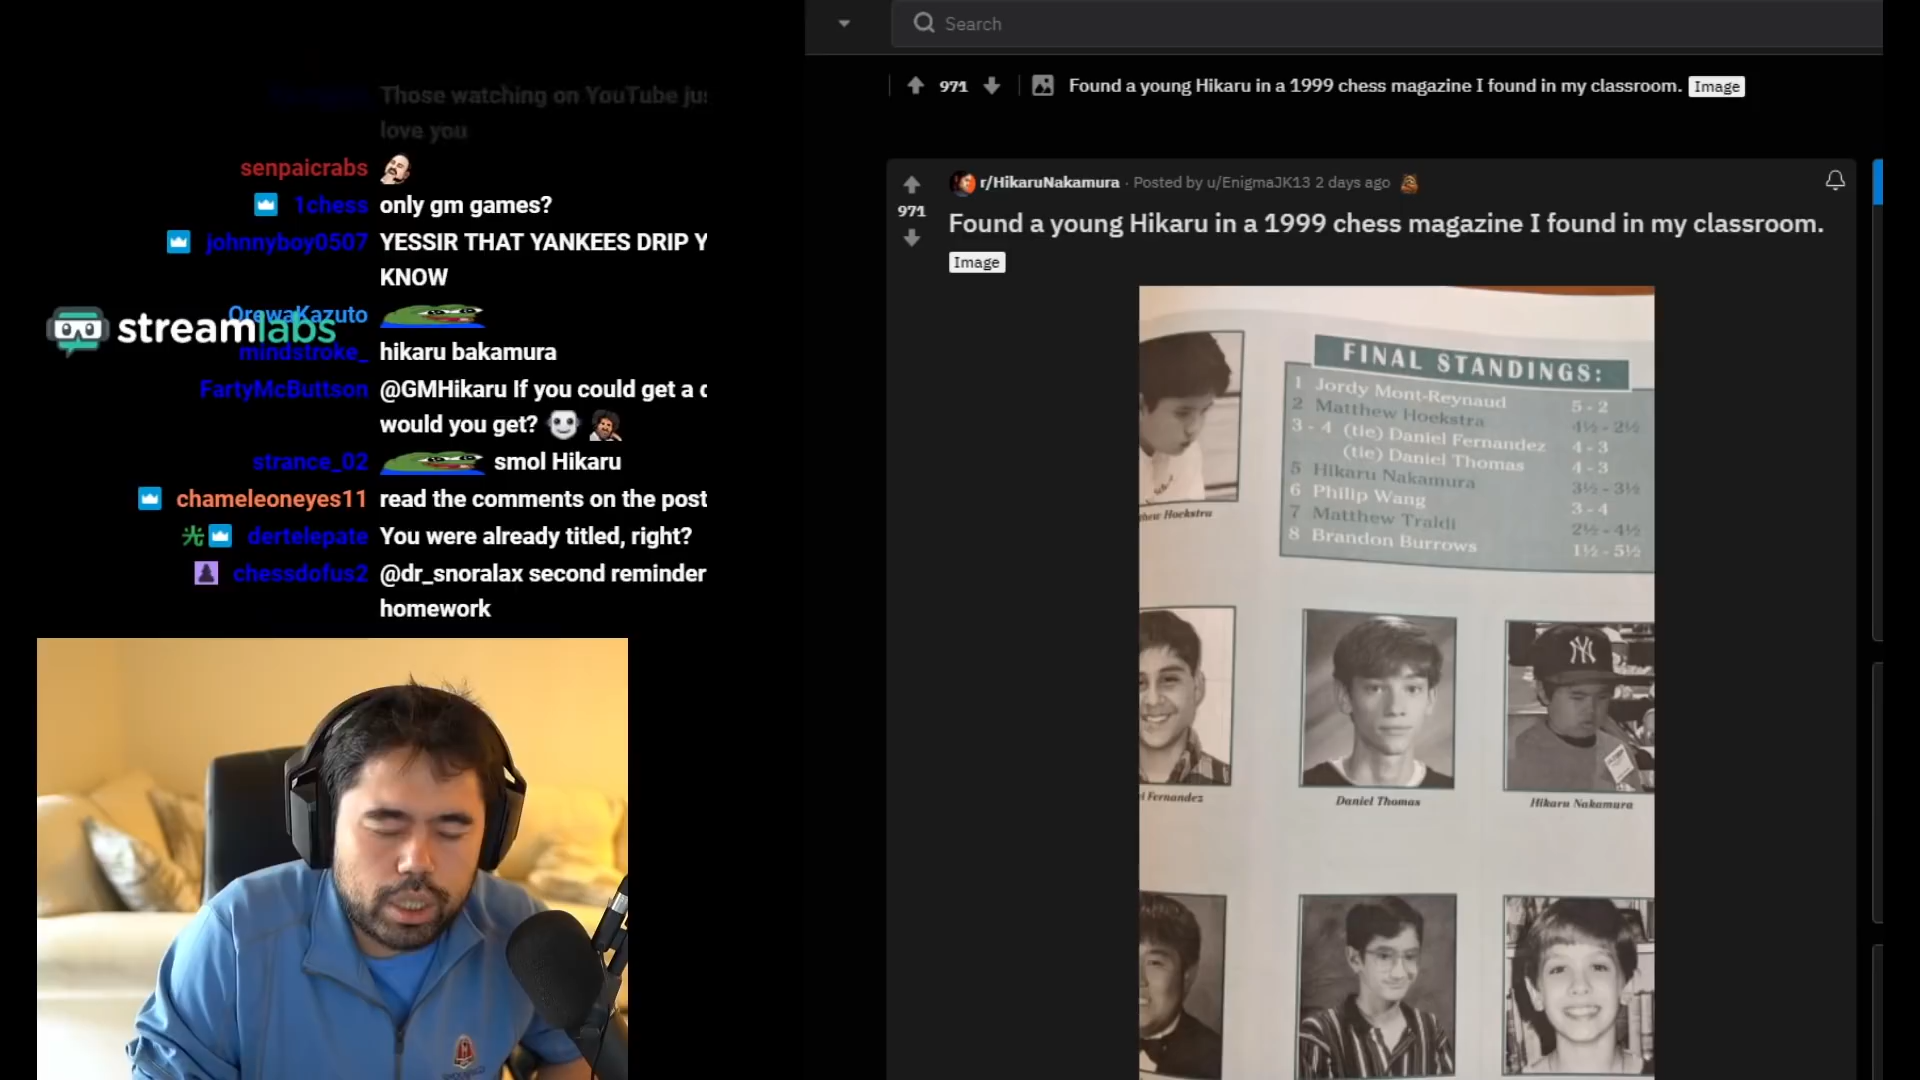 Those watching on YouTube jus
love you
senpaicrabs
1chess only gm games?
johnnyboy0507 YESSIR THAT YANKEES DRIP Y
KNOW
OrewaKazuto
streamlabs
mindstroke_ hikaru bakamura
FartyMcButtson @GMHikaru If you could get a
would you get?
strance_02 smol Hikaru
chameleoneyes11 read the comments on the post
光 dertelepate You were already titled, right?
chessdofus2 @dr_snoralax second reminder
homework
Search
971 Found a young Hikaru in a 1999 chess magazine I found in my classroom. Image
r/HikaruNakamura · Posted by u/EnigmaJK13 2 days ago
971
Found a young Hikaru in a 1999 chess magazine I found in my classroom.
Image
FINAL STANDINGS:
1 Jordy Mont-Reynaud 5 - 2
2 Matthew Hoekstra 4½ - 2½
3 - 4 (tie) Daniel Fernandez 4 - 3
(tie) Daniel Thomas 4 - 3
5 Hikaru Nakamura 3½ - 3½
6 Philip Wang 3 - 4
7 Matthew Traldi 2½ - 4½
8 Brandon Burrows 1½ - 5½
thew Hoekstra
NY
el Fernandez
Daniel Thomas
Hikaru Nakamura